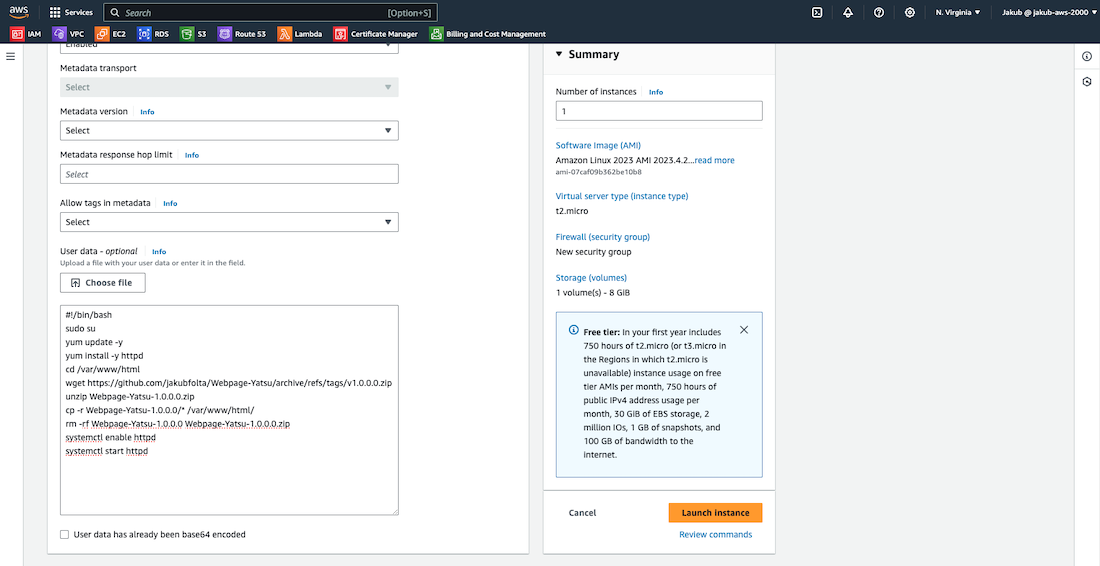 aws
Services
Search
[Option+S]
N. Virginia
Jakub @ jakub-aws-2000
IAM
VPC
EC2
RDS
S3
Route 53
Lambda
Certificate Manager
Billing and Cost Management
Enabled
Metadata transport
Select
Metadata version
Info
Select
Metadata response hop limit
Info
Select
Allow tags in metadata
Info
Select
User data - optional
Info
Upload a file with your user data or enter it in the field.
Choose file
#!/bin/bash
sudo su
yum update -y
yum install -y httpd
cd /var/www/html
wget https://github.com/jakubfolta/Webpage-Yatsu/archive/refs/tags/v1.0.0.0.zip
unzip Webpage-Yatsu-1.0.0.0.zip
cp -r Webpage-Yatsu-1.0.0.0/* /var/www/html/
rm -rf Webpage-Yatsu-1.0.0.0 Webpage-Yatsu-1.0.0.0.zip
systemctl enable httpd
systemctl start httpd
User data has already been base64 encoded
Summary
Number of instances
Info
1
Software Image (AMI)
Amazon Linux 2023 AMI 2023.4.2...read more
ami-07caf09b362be10b8
Virtual server type (instance type)
t2.micro
Firewall (security group)
New security group
Storage (volumes)
1 volume(s) - 8 GiB
Free tier: In your first year includes
750 hours of t2.micro (or t3.micro in
the Regions in which t2.micro is
unavailable) instance usage on free
tier AMIs per month, 750 hours of
public IPv4 address usage per
month, 30 GiB of EBS storage, 2
million IOs, 1 GB of snapshots, and
100 GB of bandwidth to the
internet.
Cancel
Launch instance
Review commands